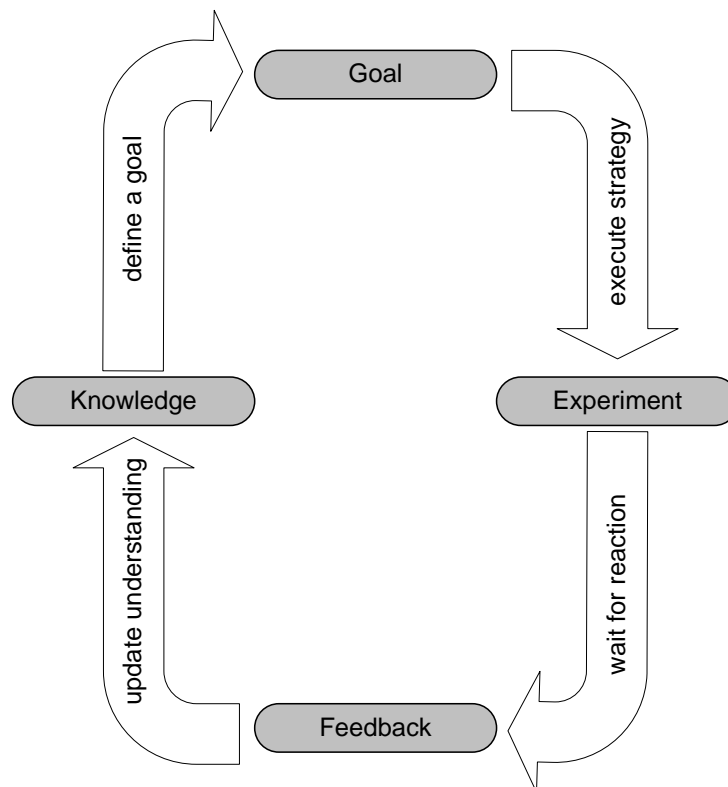 Goal
define a goal
execute strategy
Knowledge
Experiment
update understanding
wait for reaction
Feedback